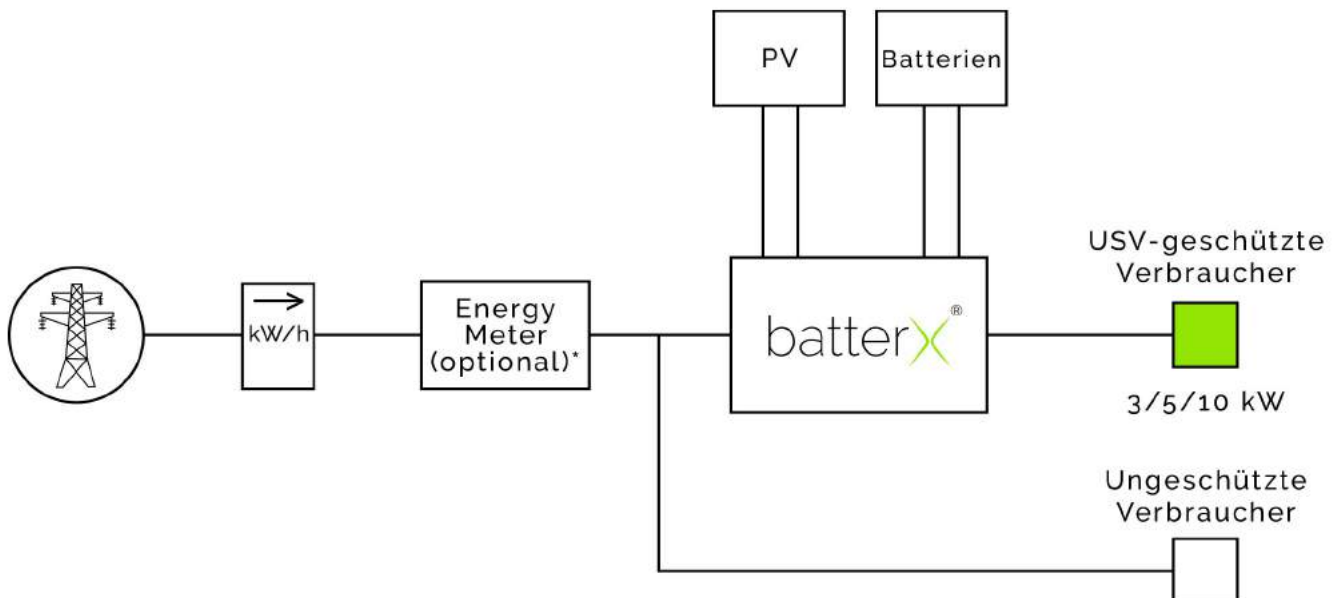 PV
Batterien
USV-geschützte
Verbraucher
kW/h
Energy
Meter
(optional)*
batterX®
3/5/10 kW
Ungeschützte
Verbraucher